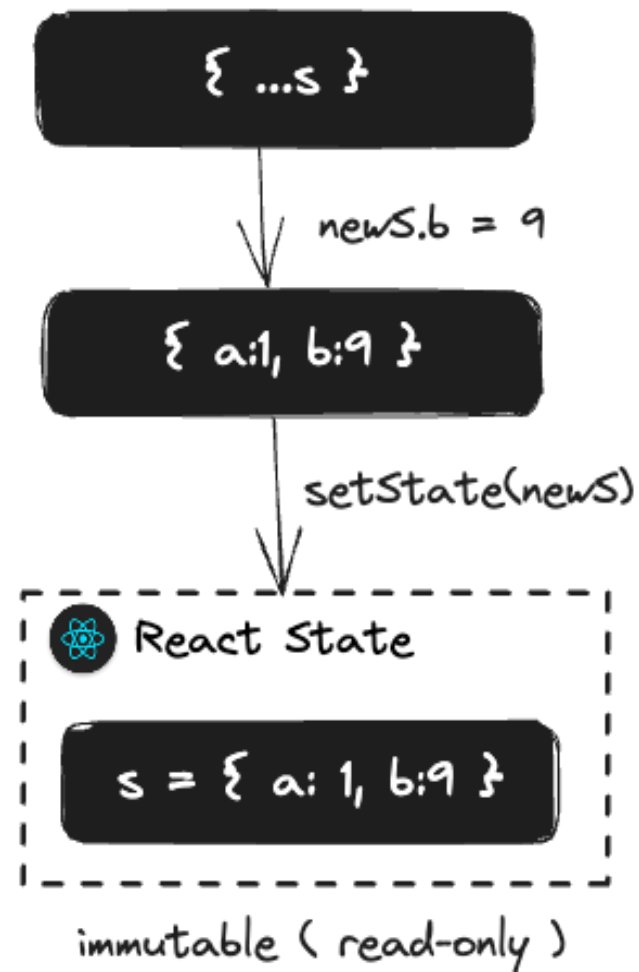 { ...s }
newS.b = 9
{ a:1, b:9 }
setState(newS)
React State
s = { a: 1, b:9 }
immutable ( read-only )